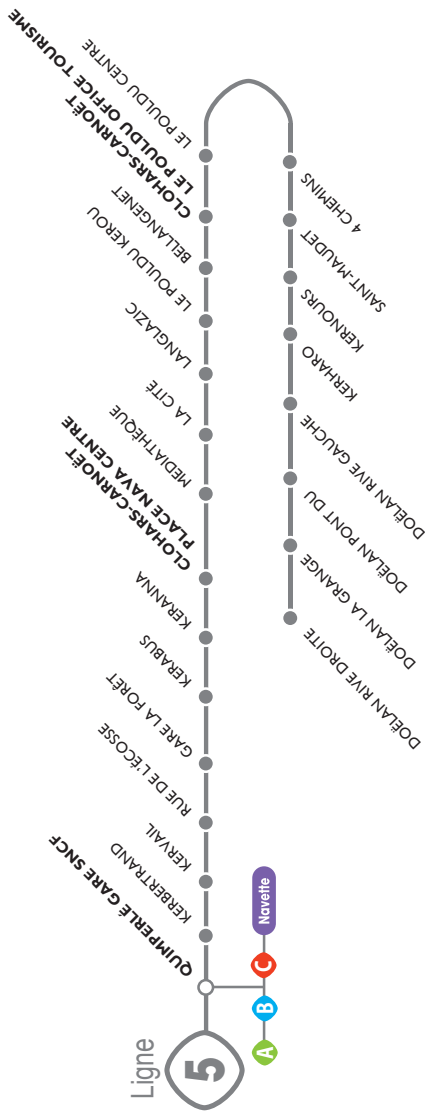 Ligne
5
A
B
C
Navette
QUIMPERLÉ GARE SNCF
KERBERTRAND
KERVAIL
RUE DE L'ÉCOSSE
GARE LA FORÊT
KERABUS
KERANNA
CLOHARS-CARNOËT
PLACE NAVA CENTRE
MEDIATHÈQUE
LA CITÉ
LANGLAZIC
LE POULDU KEROU
BELLANGENET
CLOHARS-CARNOËT
LE POULDU OFFICE TOURISME
LE POULDU CENTRE
4 CHEMINS
SAINT-MAUDET
KERNOURS
KERHARO
DOËLAN RIVE GAUCHE
DOËLAN PONT DU
DOËLAN LA GRANGE
DOËLAN RIVE DROITE